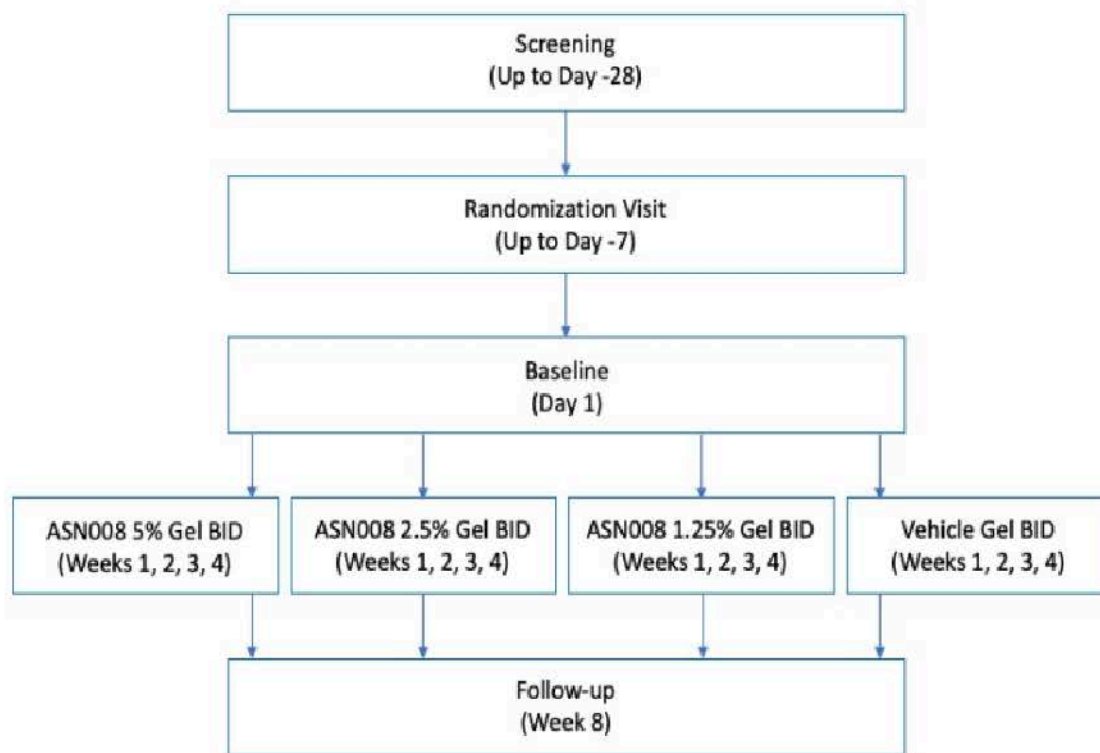 Screening
(Up to Day -28)
Randomization Visit
(Up to Day -7)
Baseline
(Day 1)
ASN008 5% Gel BID
(Weeks 1, 2, 3, 4)
ASN008 2.5% Gel BID
(Weeks 1, 2, 3, 4)
ASN008 1.25% Gel BID
(Weeks 1, 2, 3, 4)
Vehicle Gel BID
(Weeks 1, 2, 3, 4)
Follow-up
(Week 8)